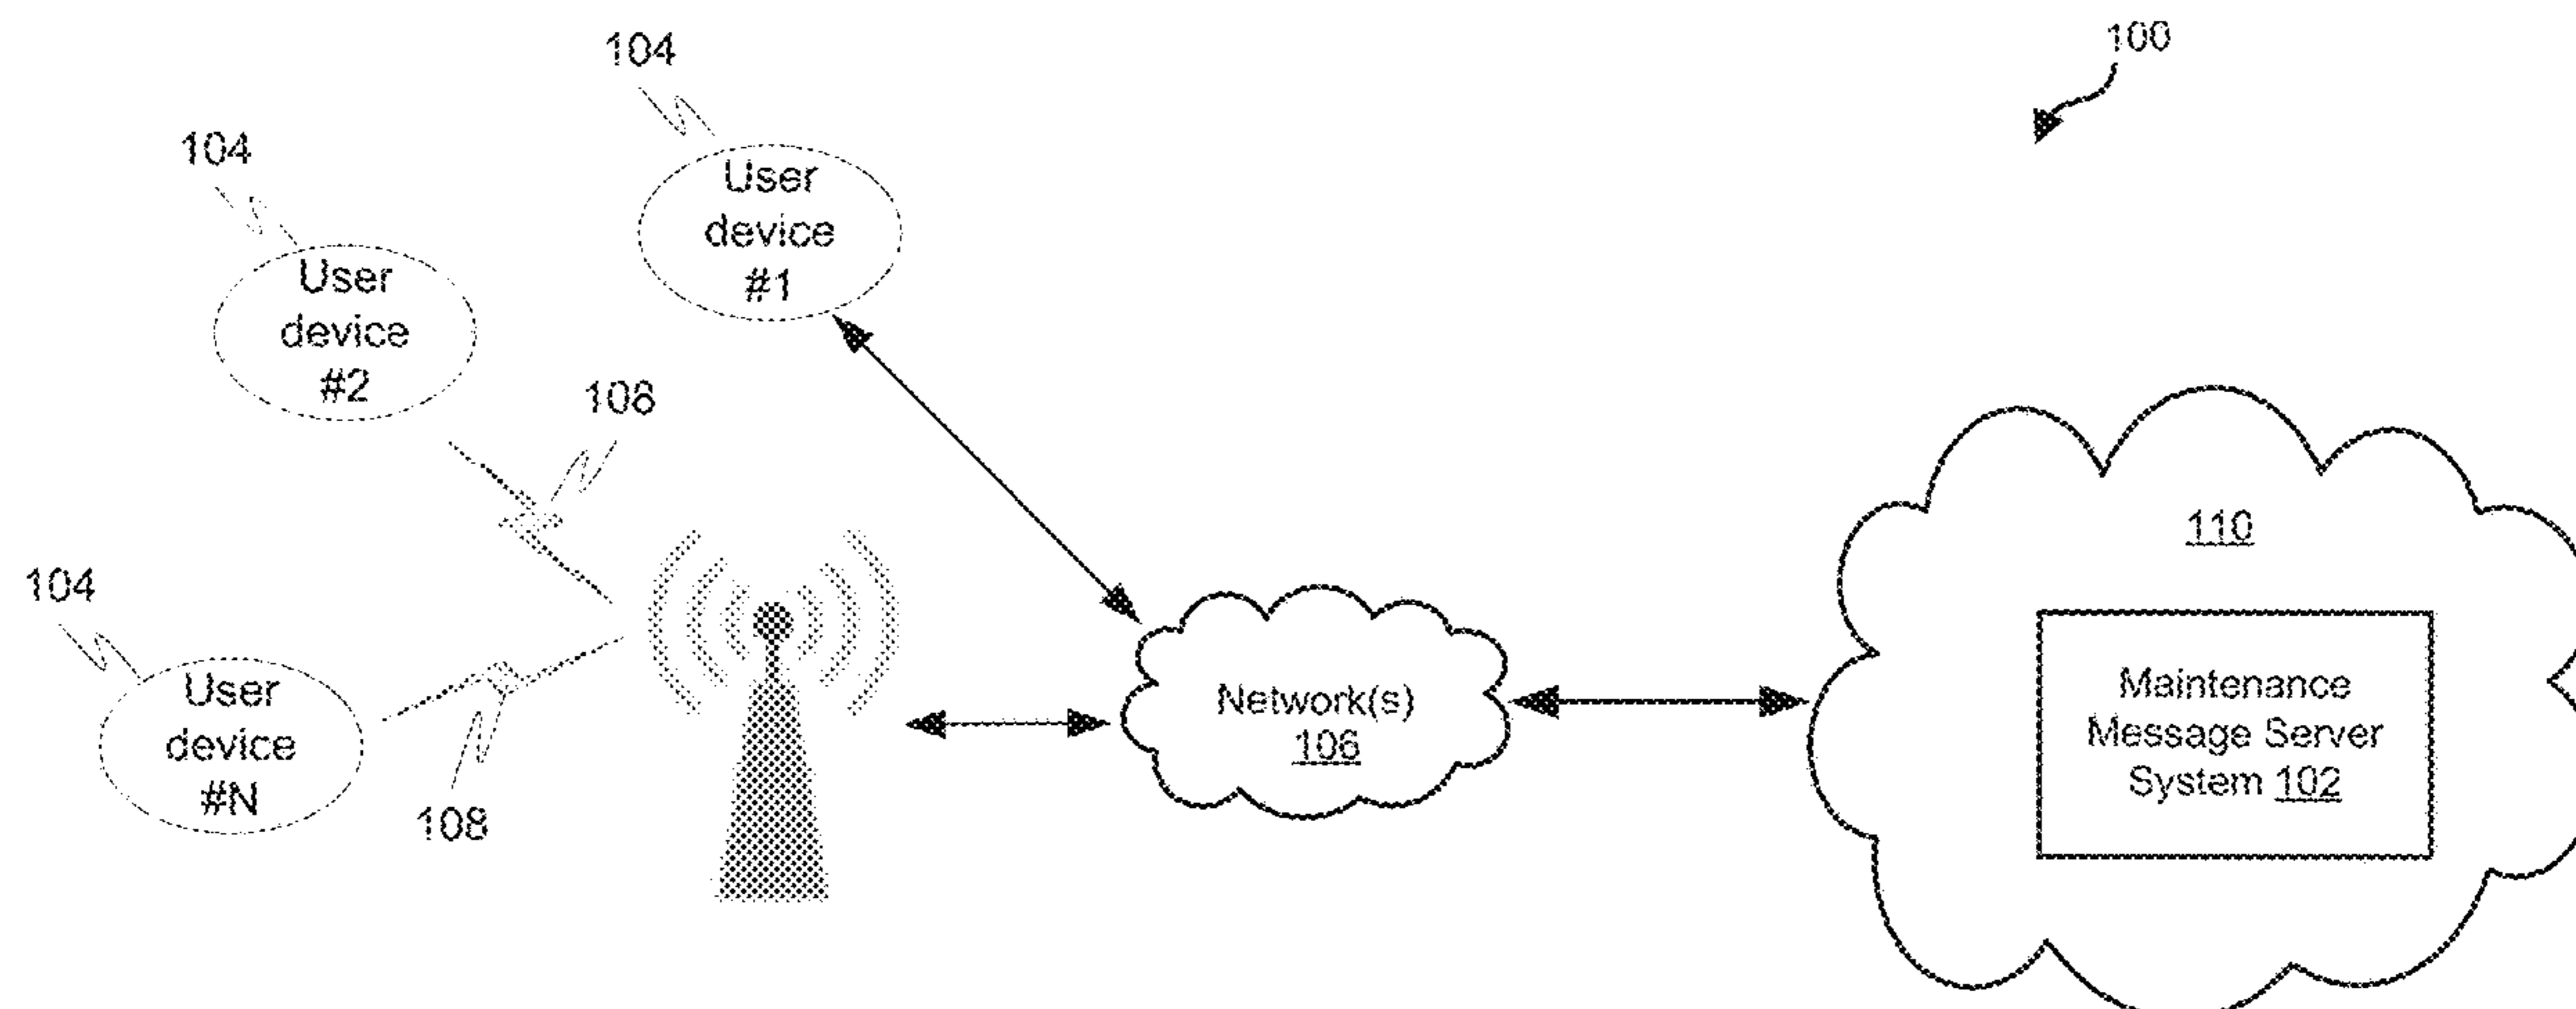 100
104
User
device
#1
104
User
device
#2
108
104
User
device
#N
108
Network(s)
106
110
Maintenance
Message Server
System 102